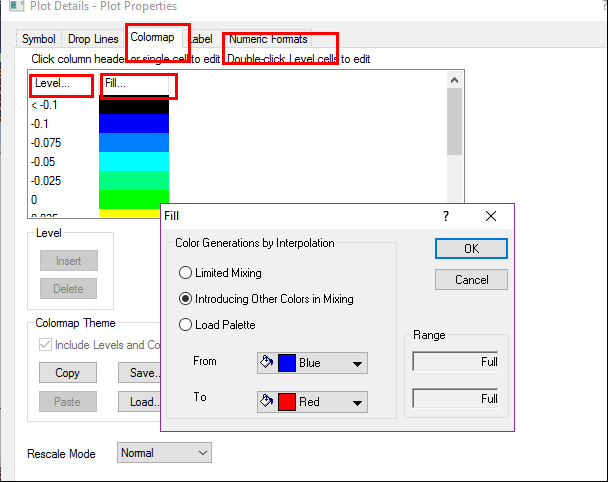 Plot Details - Plot Properties
?
Symbol Drop Lines Colormap Label Numeric Formats
Click column header or single cell to edit Double-click Level cells to edit
Level... Fill...
< -0.1
-0.1
-0.075
-0.05
-0.025
0
0.025
Fill ?
Level
Insert
Delete
Color Generations by Interpolation
Limited Mixing
Introducing Other Colors in Mixing
Load Palette
From Blue
To Red
OK
Cancel
Range
Full
Full
Colormap Theme
Include Levels and Co
Copy Save...
Paste Load...
Rescale Mode Normal